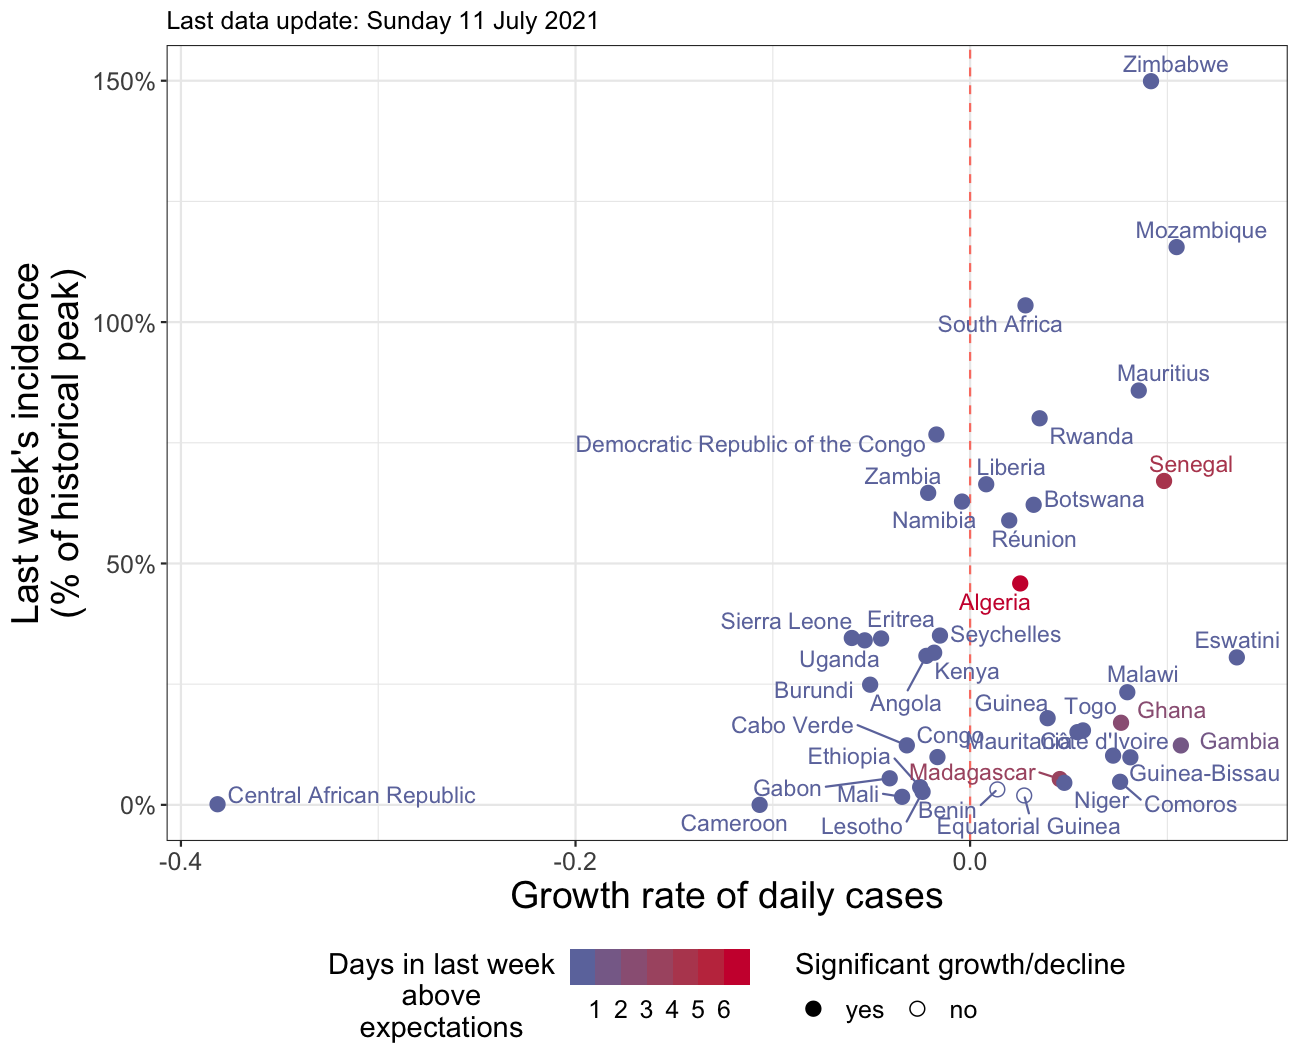 Last data update: Sunday 11 July 2021
Last week's incidence
(% of historical peak)
150%
100%
50%
0%
Zimbabwe
Mozambique
South Africa
Mauritius
Rwanda
Democratic Republic of the Congo
Senegal
Liberia
Zambia
Botswana
Namibia
Réunion
Algeria
Sierra Leone
Eritrea
Seychelles
Eswatini
Uganda
Kenya
Malawi
Burundi
Angola
Guinea
Togo
Ghana
Cabo Verde
Congo
Mauritania
Côte d'Ivoire
Gambia
Ethiopia
Madagascar
Guinea-Bissau
Gabon
Mali
Central African Republic
Niger
Comoros
Benin
Cameroon
Lesotho
Equatorial Guinea
-0.4
-0.2
0.0
Growth rate of daily cases
Days in last week
above
expectations
1 2 3 4 5 6
Significant growth/decline
yes
no